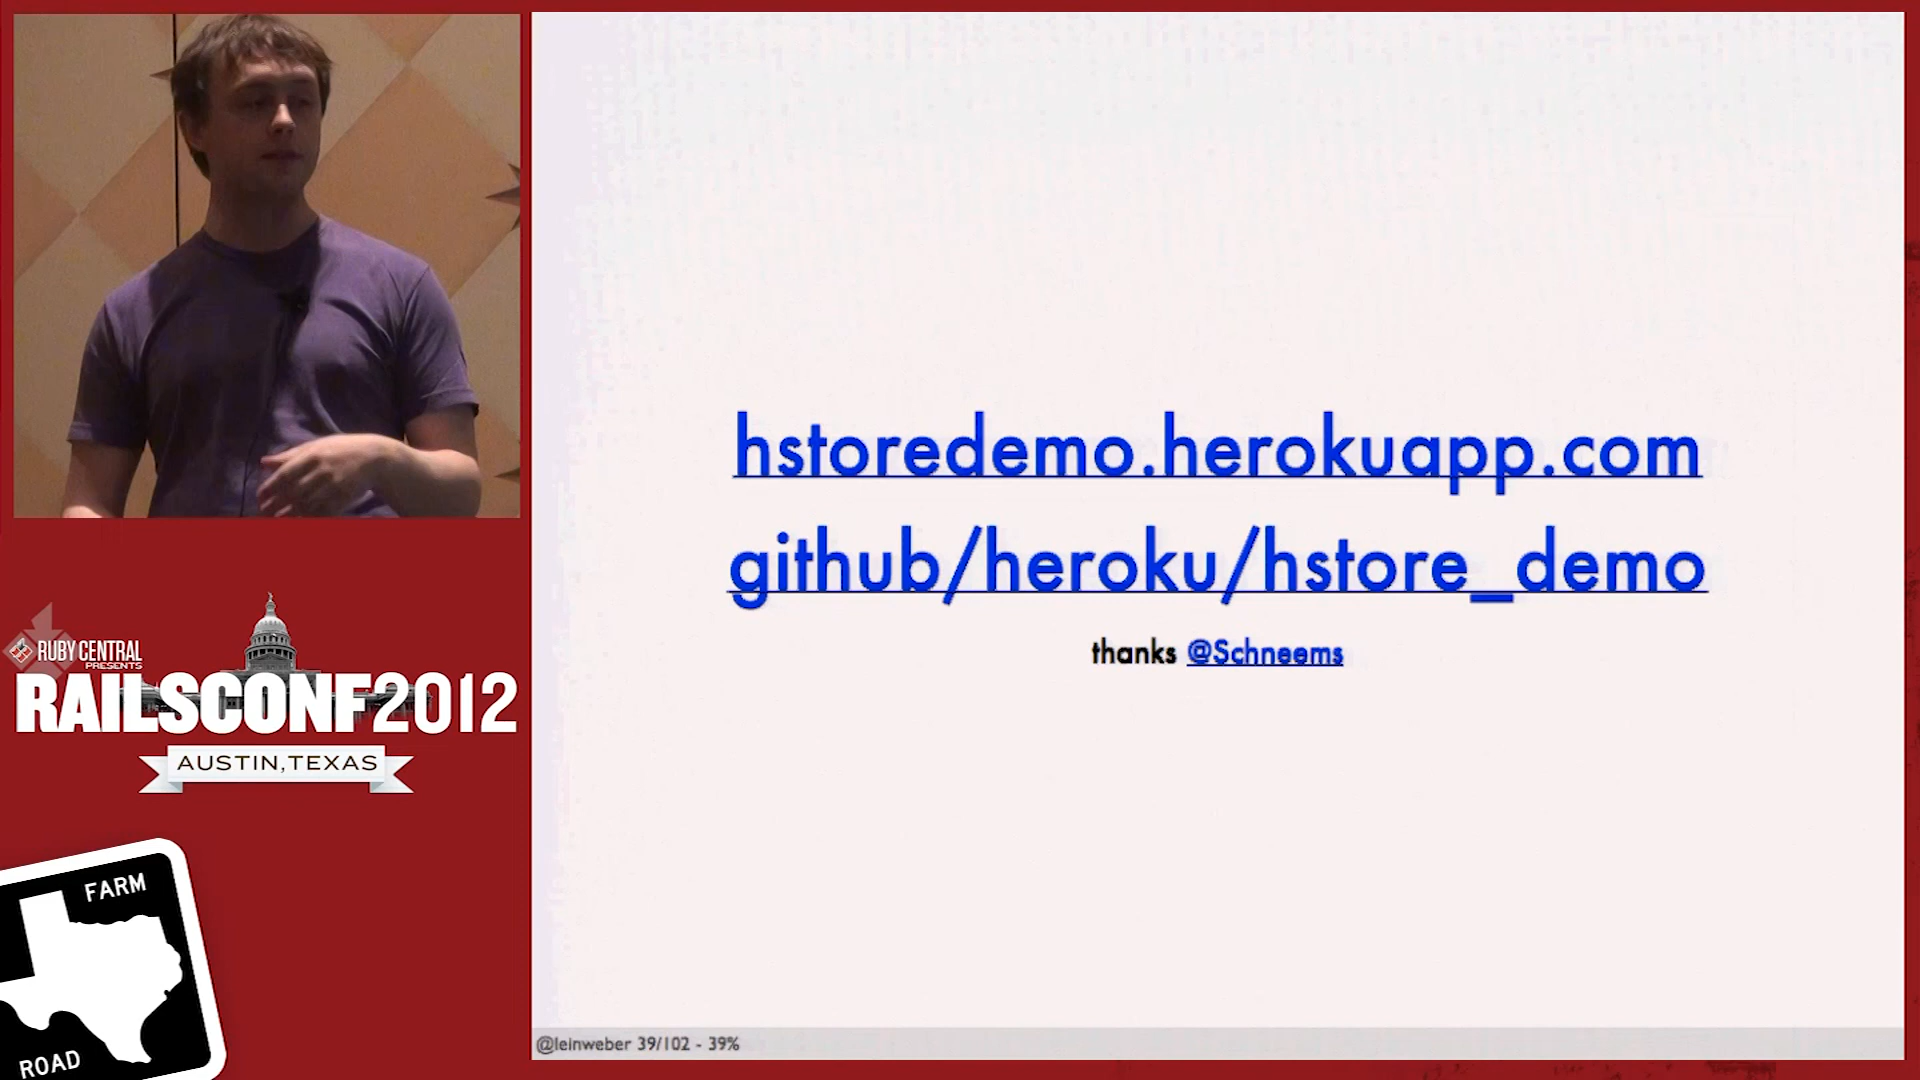 hstoredemo.herokuapp.com
github/heroku/hstore_demo
thanks @Schneems
@leinweber 39/102 - 39%
RUBY CENTRAL
PRESENTS
RAILSCONF2012
AUSTIN, TEXAS
FARM
ROAD